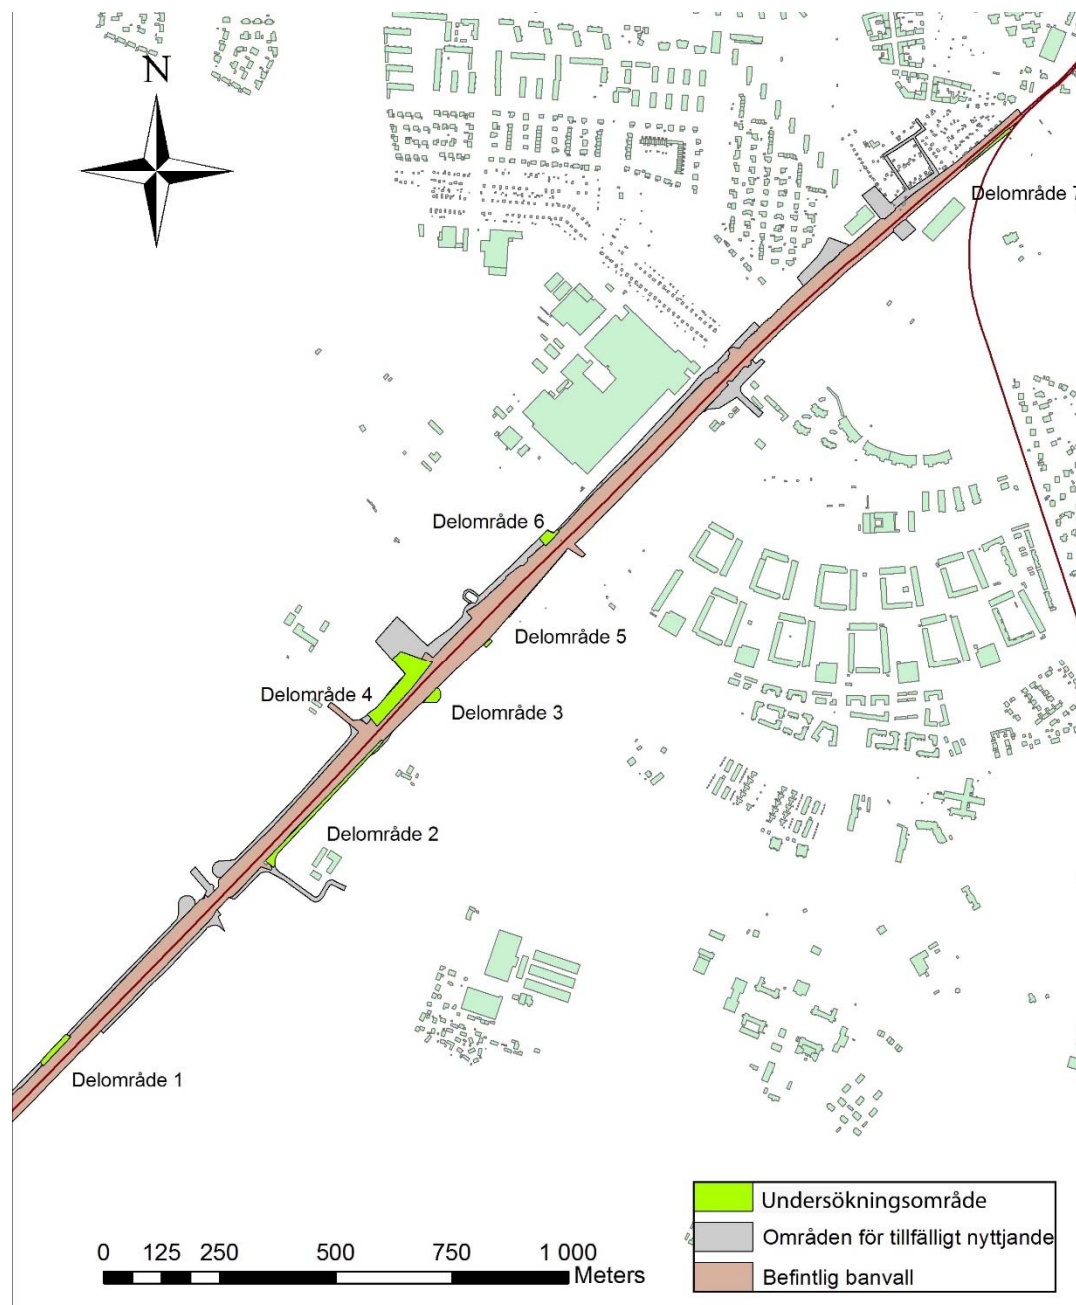 N
Delområde 7
Delområde 6
Delområde 5
Delområde 4
Delområde 3
Delområde 2
Delområde 1
Undersökningsområde
Områden för tillfälligt nyttjande
Befintlig banvall
0 125 250 500 750 1 000
Meters